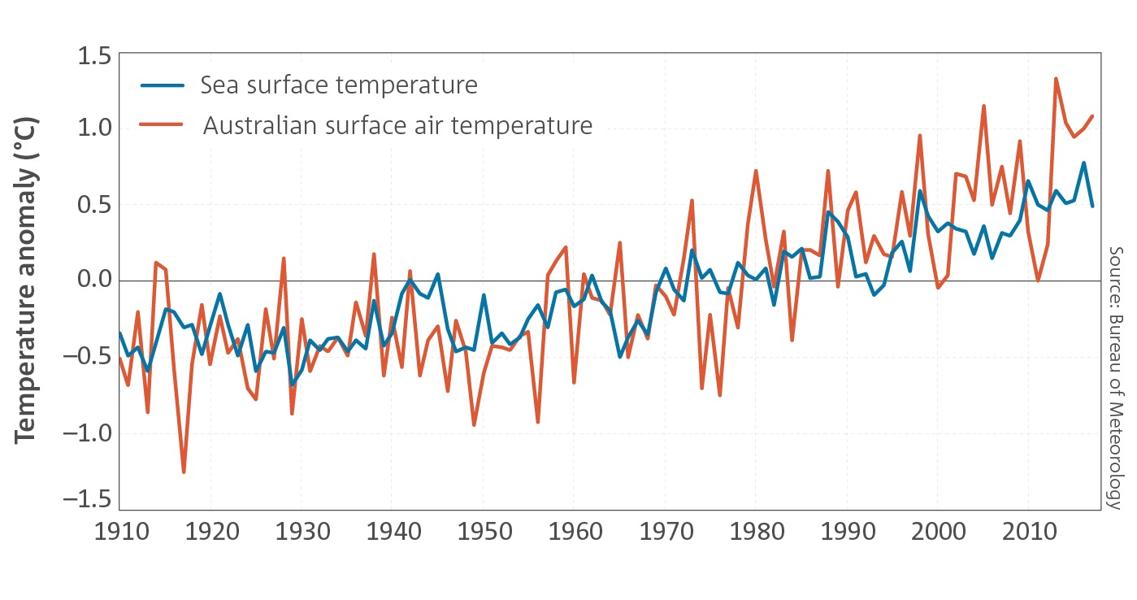 Temperature anomaly (°C)
1.5
1.0
0.5
0.0
−0.5
−1.0
−1.5
Sea surface temperature
Australian surface air temperature
1910 1920 1930 1940 1950 1960 1970 1980 1990 2000 2010
Source: Bureau of Meteorology